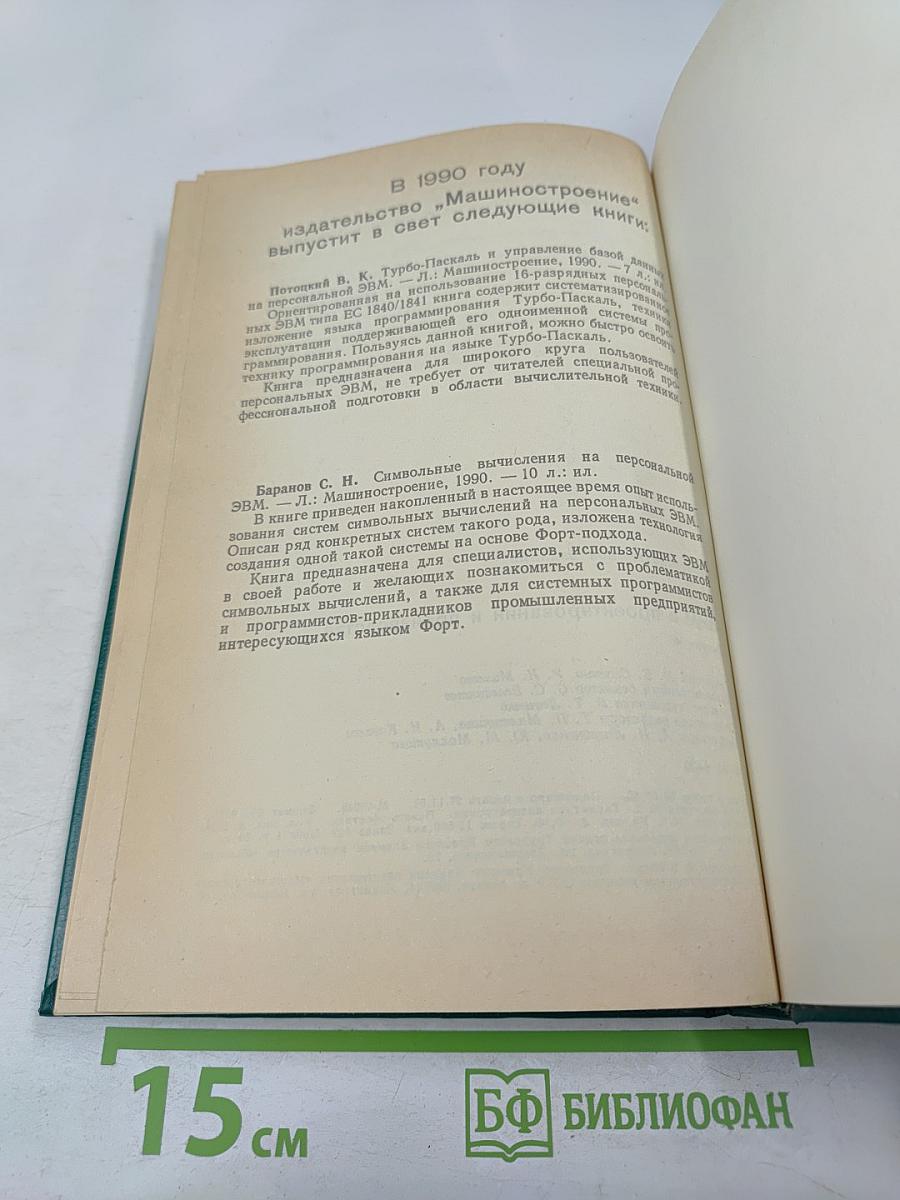 В 1990 году
издательство „Машиностроение“
выпустит в свет следующие книги:
Потоцкий В. К. Турбо-Паскаль и управление базой данных
на персональной ЭВМ. — Л.: Машиностроение, 1990. — 7 л.: ил.
Ориентированная на использование 16-разрядных персональ-
ных ЭВМ типа ЕС 1840/1841 книга содержит систематизированное
изложение языка программирования Турбо-Паскаль, техники
эксплуатации поддерживающей его одноименной системы про-
граммирования. Пользуясь данной книгой, можно быстро освоить
технику программирования на языке Турбо-Паскаль.
Книга предназначена для широкого круга пользователей
персональных ЭВМ, не требует от читателей специальной про-
фессиональной подготовки в области вычислительной техники.
Баранов С. Н. Символьные вычисления на персональной
ЭВМ. — Л.: Машиностроение, 1990. — 10 л.: ил.
В книге приведен накопленный в настоящее время опыт исполь-
зования систем символьных вычислений на персональных ЭВМ.
Описан ряд конкретных систем такого рода, изложена технология
создания одной такой системы на основе Форт-подхода.
Книга предназначена для специалистов, использующих ЭВМ
в своей работе и желающих познакомиться с проблематикой
символьных вычислений, а также для системных программистов
и программистов-прикладников промышленных предприятий,
интересующихся языком Форт.
15 см
БФ БИБЛИОФАН